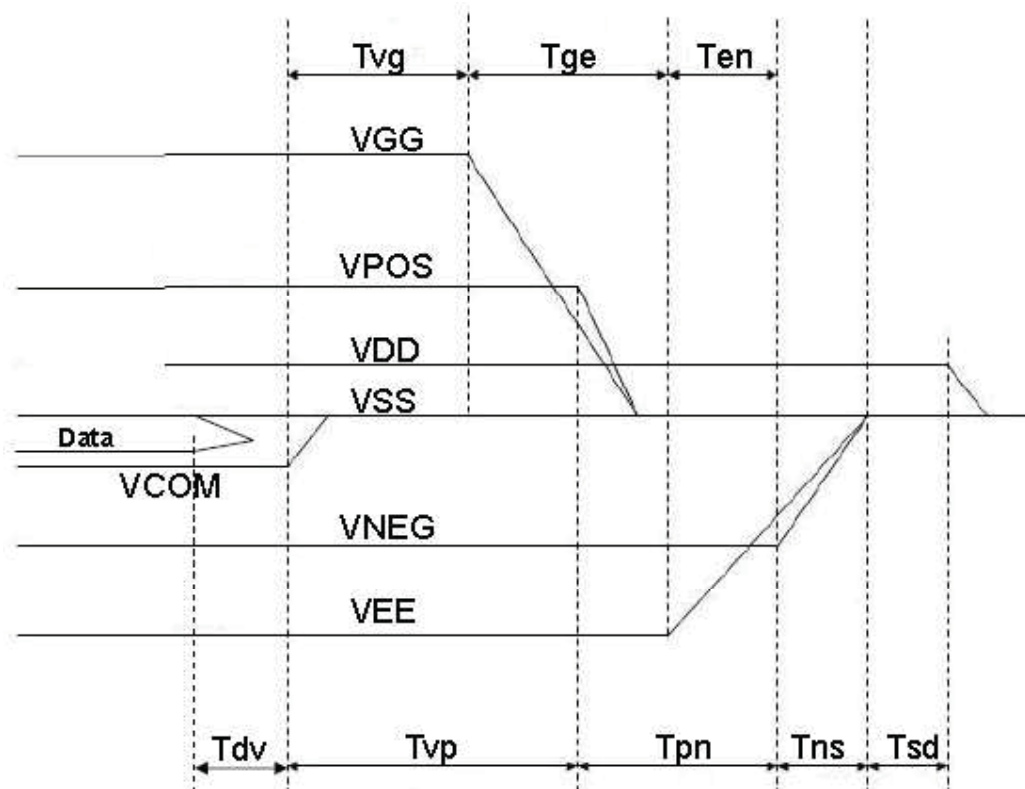 Tvg Tge Ten
VGG
VPOS
VDD
VSS
Data
VCOM
VNEG
VEE
Tdv Tvp Tpn Tns Tsd